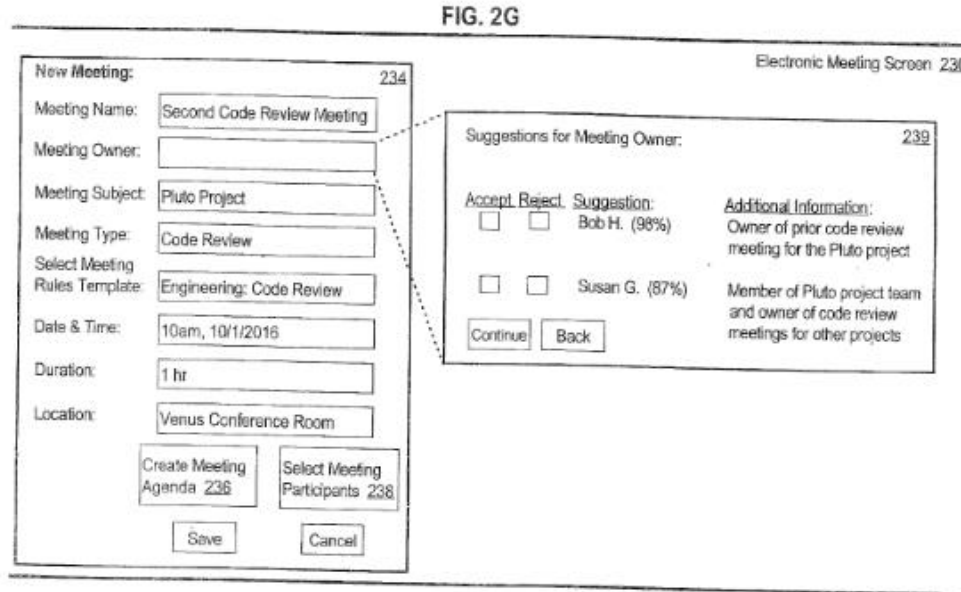 FIG. 2G
Electronic Meeting Screen
New Meeting: 234
Meeting Name: Second Code Review Meeting
Meeting Owner:
Meeting Subject: Pluto Project
Meeting Type: Code Review
Select Meeting
Rules Template: Engineering: Code Review
Date & Time: 10am, 10/1/2016
Duration: 1 hr
Location: Venus Conference Room
Create Meeting
Agenda 236
Select Meeting
Participants 238
Save Cancel
Suggestions for Meeting Owner: 239
Accept Reject Suggestion: Additional Information:
Bob H. (98%) Owner of prior code review
meeting for the Pluto project
Susan G. (87%) Member of Pluto project team
and owner of code review
meetings for other projects
Continue Back